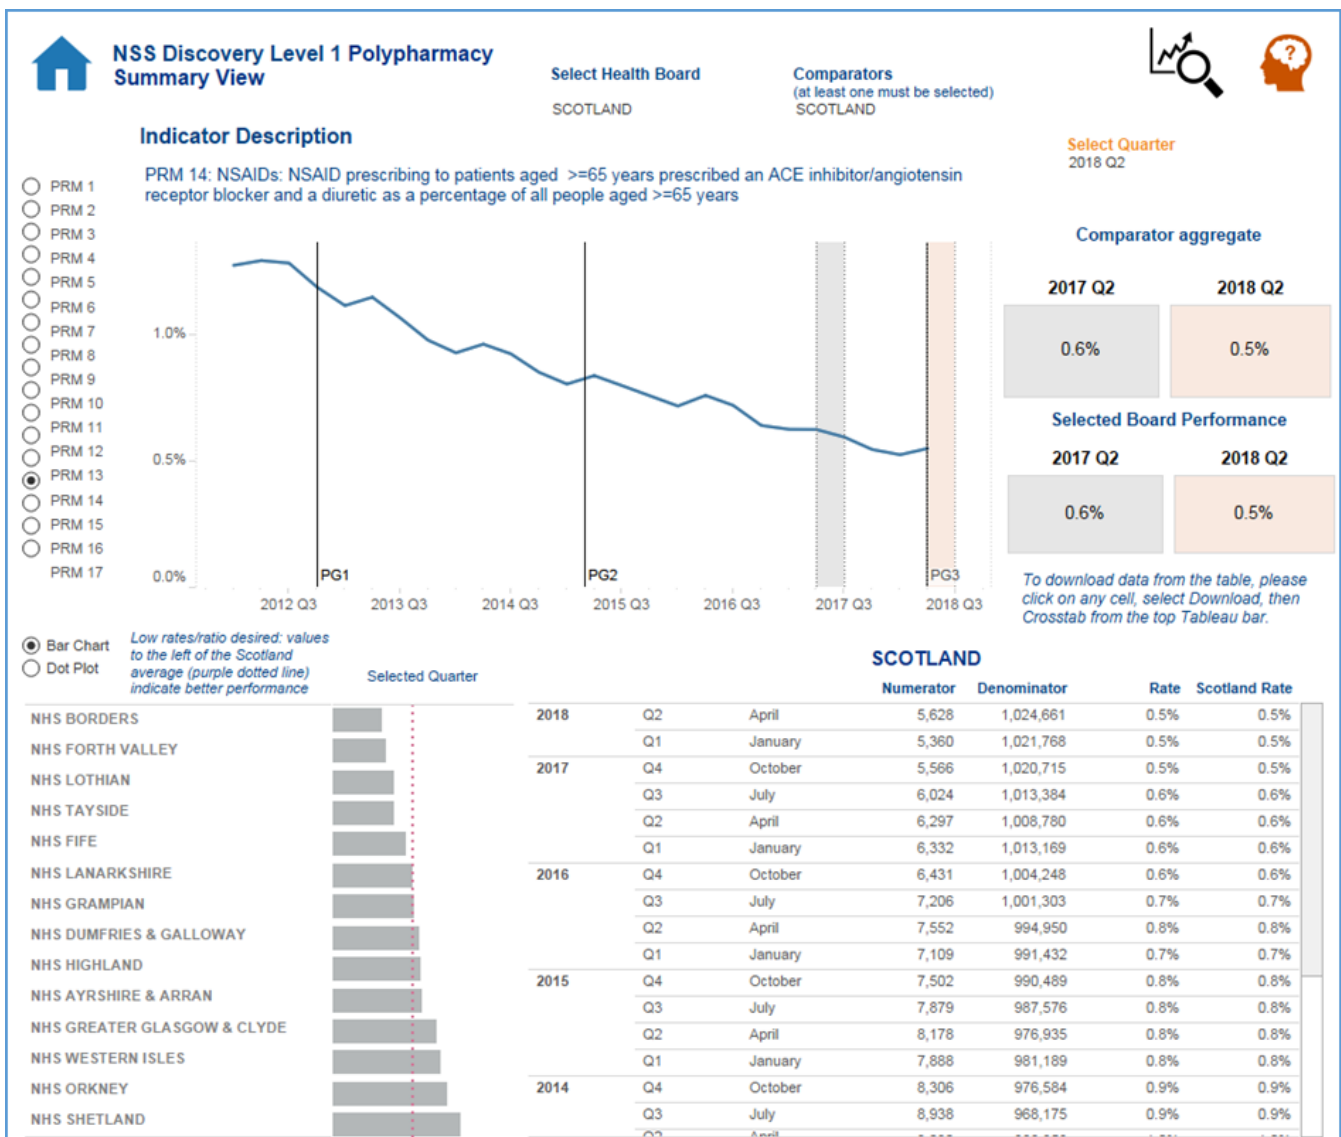 NSS Discovery Level 1 Polypharmacy
Summary View
Select Health Board
SCOTLAND
Comparators
(at least one must be selected)
SCOTLAND
?
Indicator Description
Select Quarter
2018 Q2
PRM 14: NSAIDs: NSAID prescribing to patients aged >=65 years prescribed an ACE inhibitor/angiotensin
receptor blocker and a diuretic as a percentage of all people aged >=65 years
PRM 1
PRM 2
PRM 3
PRM 4
PRM 5
PRM 6
PRM 7
PRM 8
PRM 9
PRM 10
PRM 11
PRM 12
PRM 13
PRM 14
PRM 15
PRM 16
PRM 17
1.0%
0.5%
0.0%
PG1
PG2
PG3
2012 Q3 2013 Q3 2014 Q3 2015 Q3 2016 Q3 2017 Q3 2018 Q3
Comparator aggregate
2017 Q2 2018 Q2
0.6% 0.5%
Selected Board Performance
2017 Q2 2018 Q2
0.6% 0.5%
To download data from the table, please
click on any cell, select Download, then
Crosstab from the top Tableau bar.
Bar Chart
Dot Plot
Low rates/ratio desired: values
to the left of the Scotland
average (purple dotted line)
indicate better performance
Selected Quarter
NHS BORDERS
NHS FORTH VALLEY
NHS LOTHIAN
NHS TAYSIDE
NHS FIFE
NHS LANARKSHIRE
NHS GRAMPIAN
NHS DUMFRIES & GALLOWAY
NHS HIGHLAND
NHS AYRSHIRE & ARRAN
NHS GREATER GLASGOW & CLYDE
NHS WESTERN ISLES
NHS ORKNEY
NHS SHETLAND
SCOTLAND
Numerator Denominator Rate Scotland Rate
2018 Q2 April 5,628 1,024,661 0.5% 0.5%
Q1 January 5,360 1,021,768 0.5% 0.5%
2017 Q4 October 5,566 1,020,715 0.5% 0.5%
Q3 July 6,024 1,013,384 0.6% 0.6%
Q2 April 6,297 1,008,780 0.6% 0.6%
Q1 January 6,332 1,013,169 0.6% 0.6%
2016 Q4 October 6,431 1,004,248 0.6% 0.6%
Q3 July 7,206 1,001,303 0.7% 0.7%
Q2 April 7,552 994,950 0.8% 0.8%
Q1 January 7,109 991,432 0.7% 0.7%
2015 Q4 October 7,502 990,489 0.8% 0.8%
Q3 July 7,879 987,576 0.8% 0.8%
Q2 April 8,178 976,935 0.8% 0.8%
Q1 January 7,888 981,189 0.8% 0.8%
2014 Q4 October 8,306 976,584 0.9% 0.9%
Q3 July 8,938 968,175 0.9% 0.9%